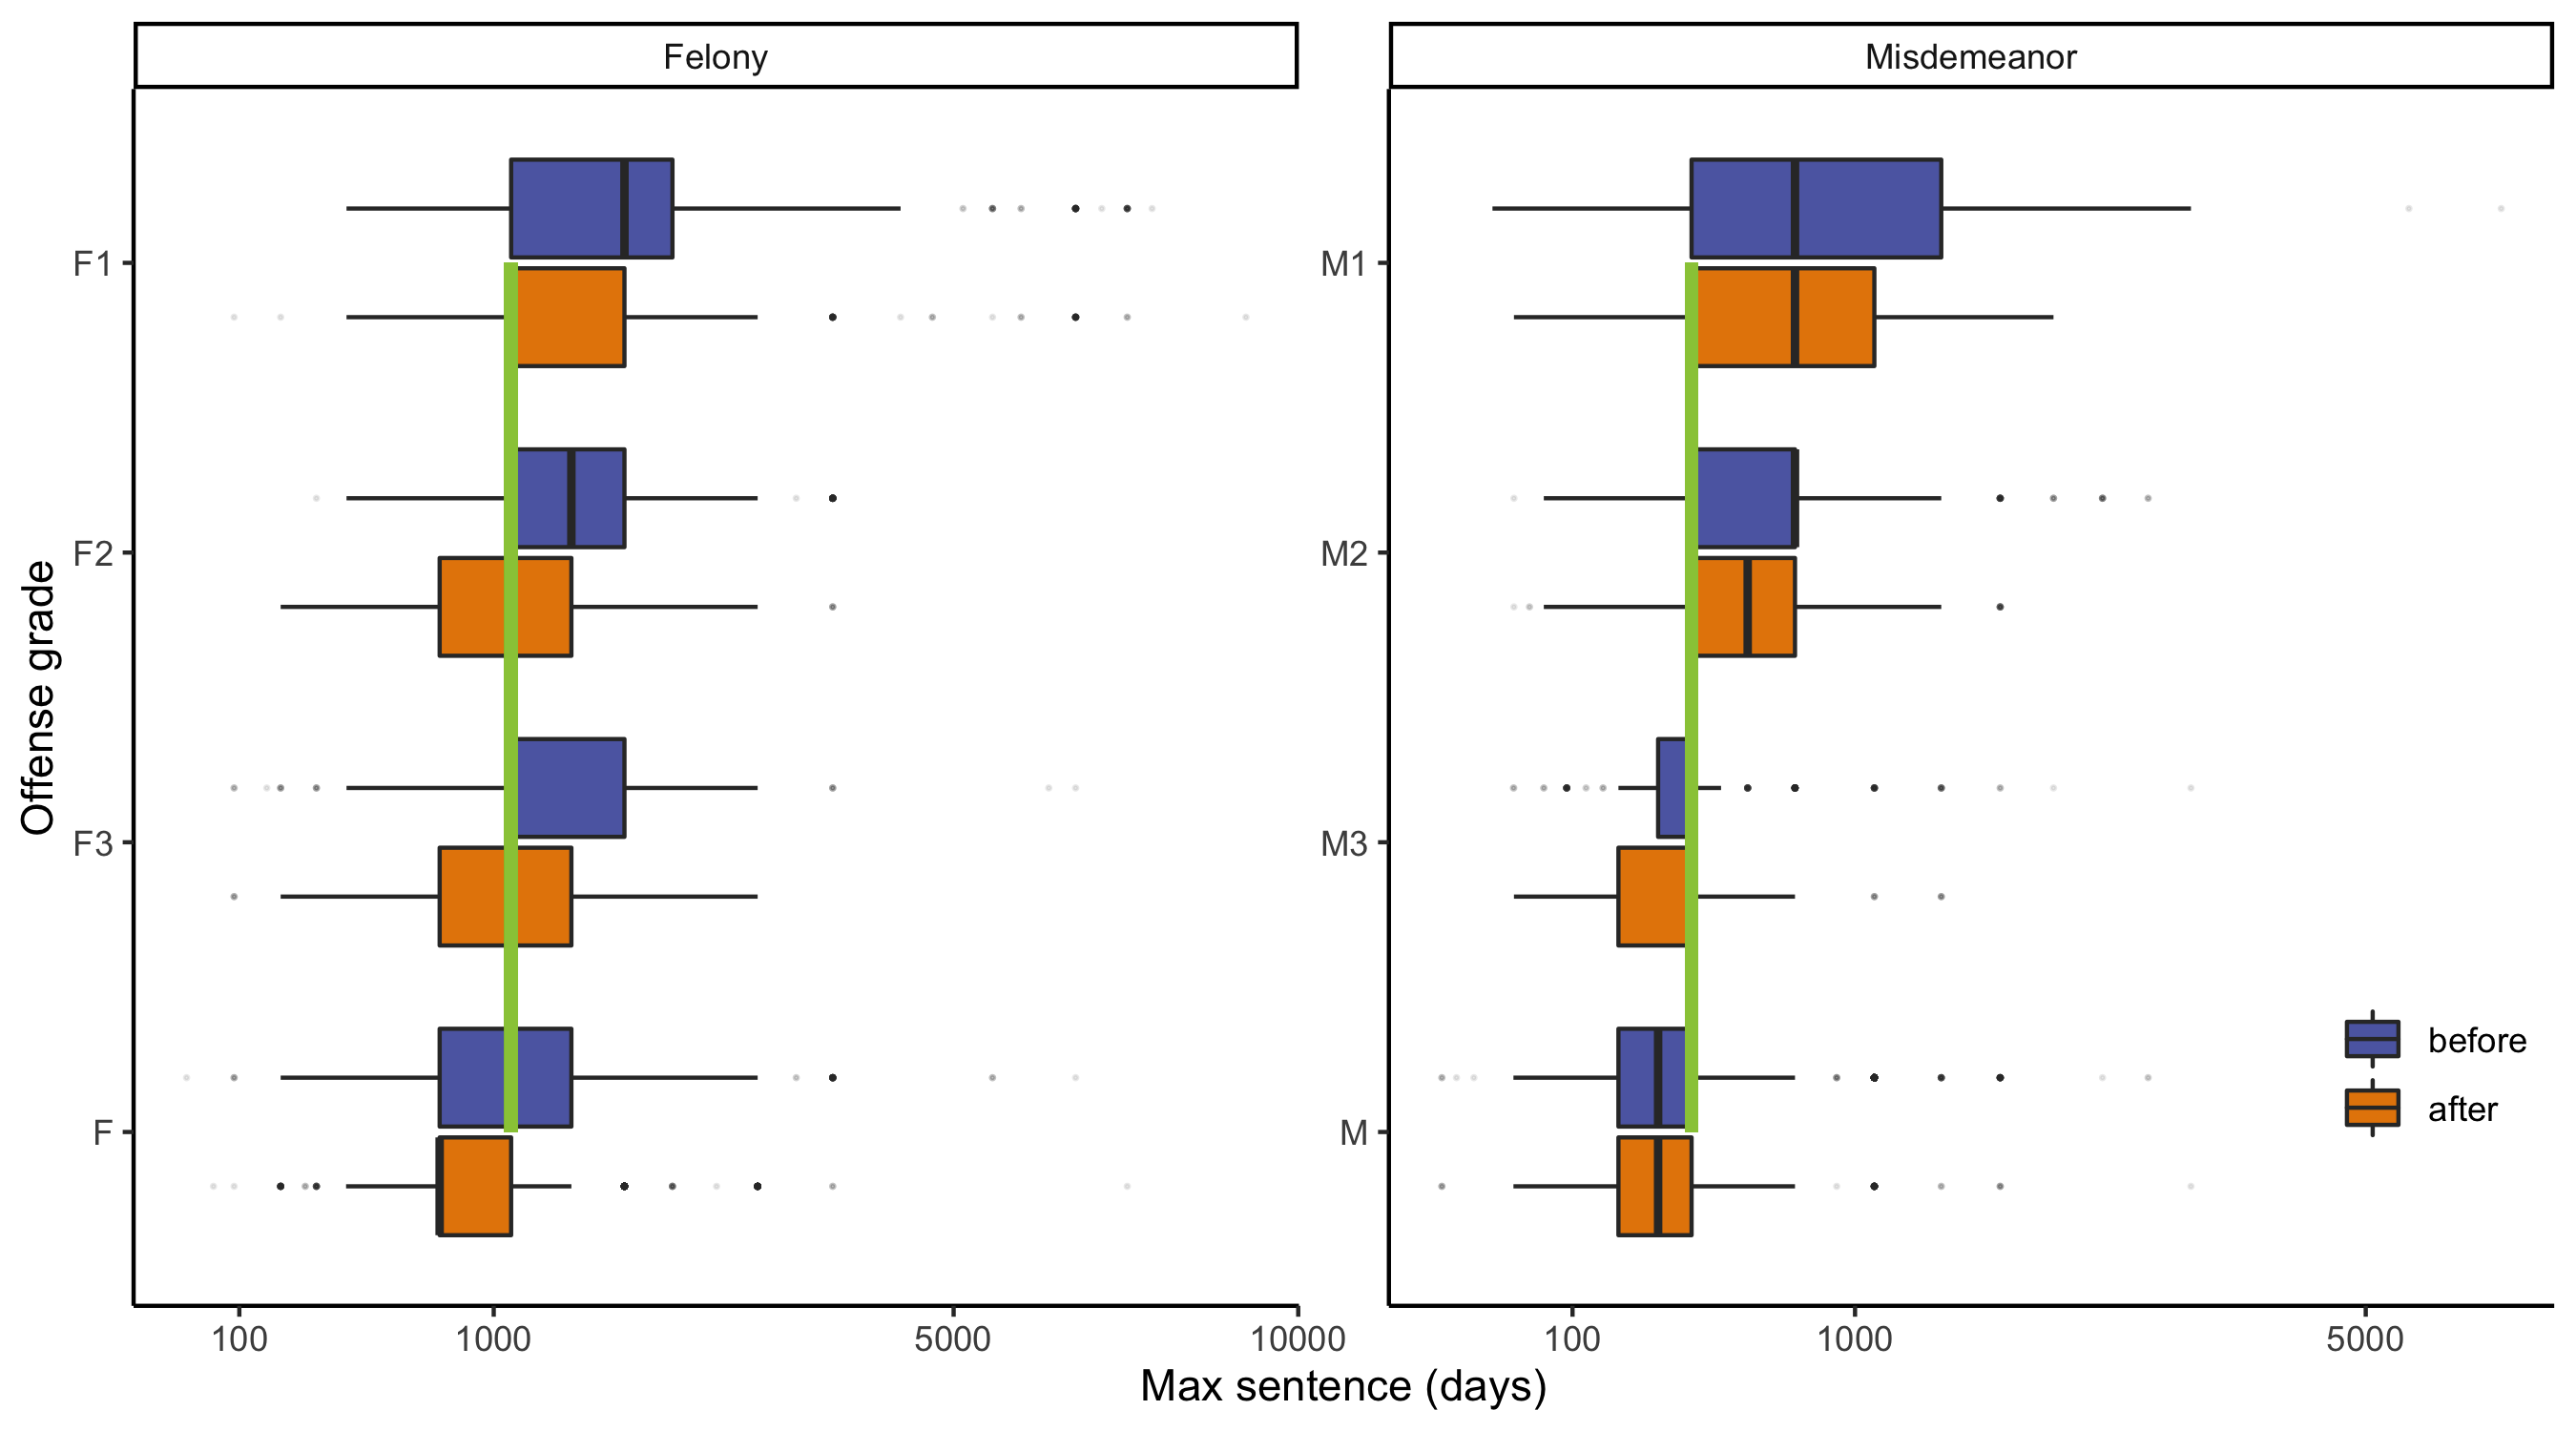 Felony
Misdemeanor
Offense grade
F1
F2
F3
F
M1
M2
M3
M
before
after
100 1000 5000 10000
100 1000 5000
Max sentence (days)